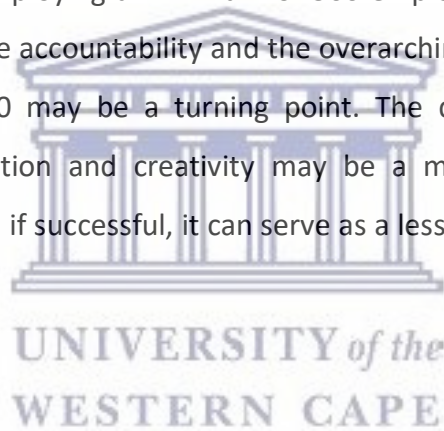 e accountability and the overarchin
0 may be a turning point. The
tion and creativity may be a m
if successful, it can serve as a less
UNIVERSITY of the
WESTERN CAPE